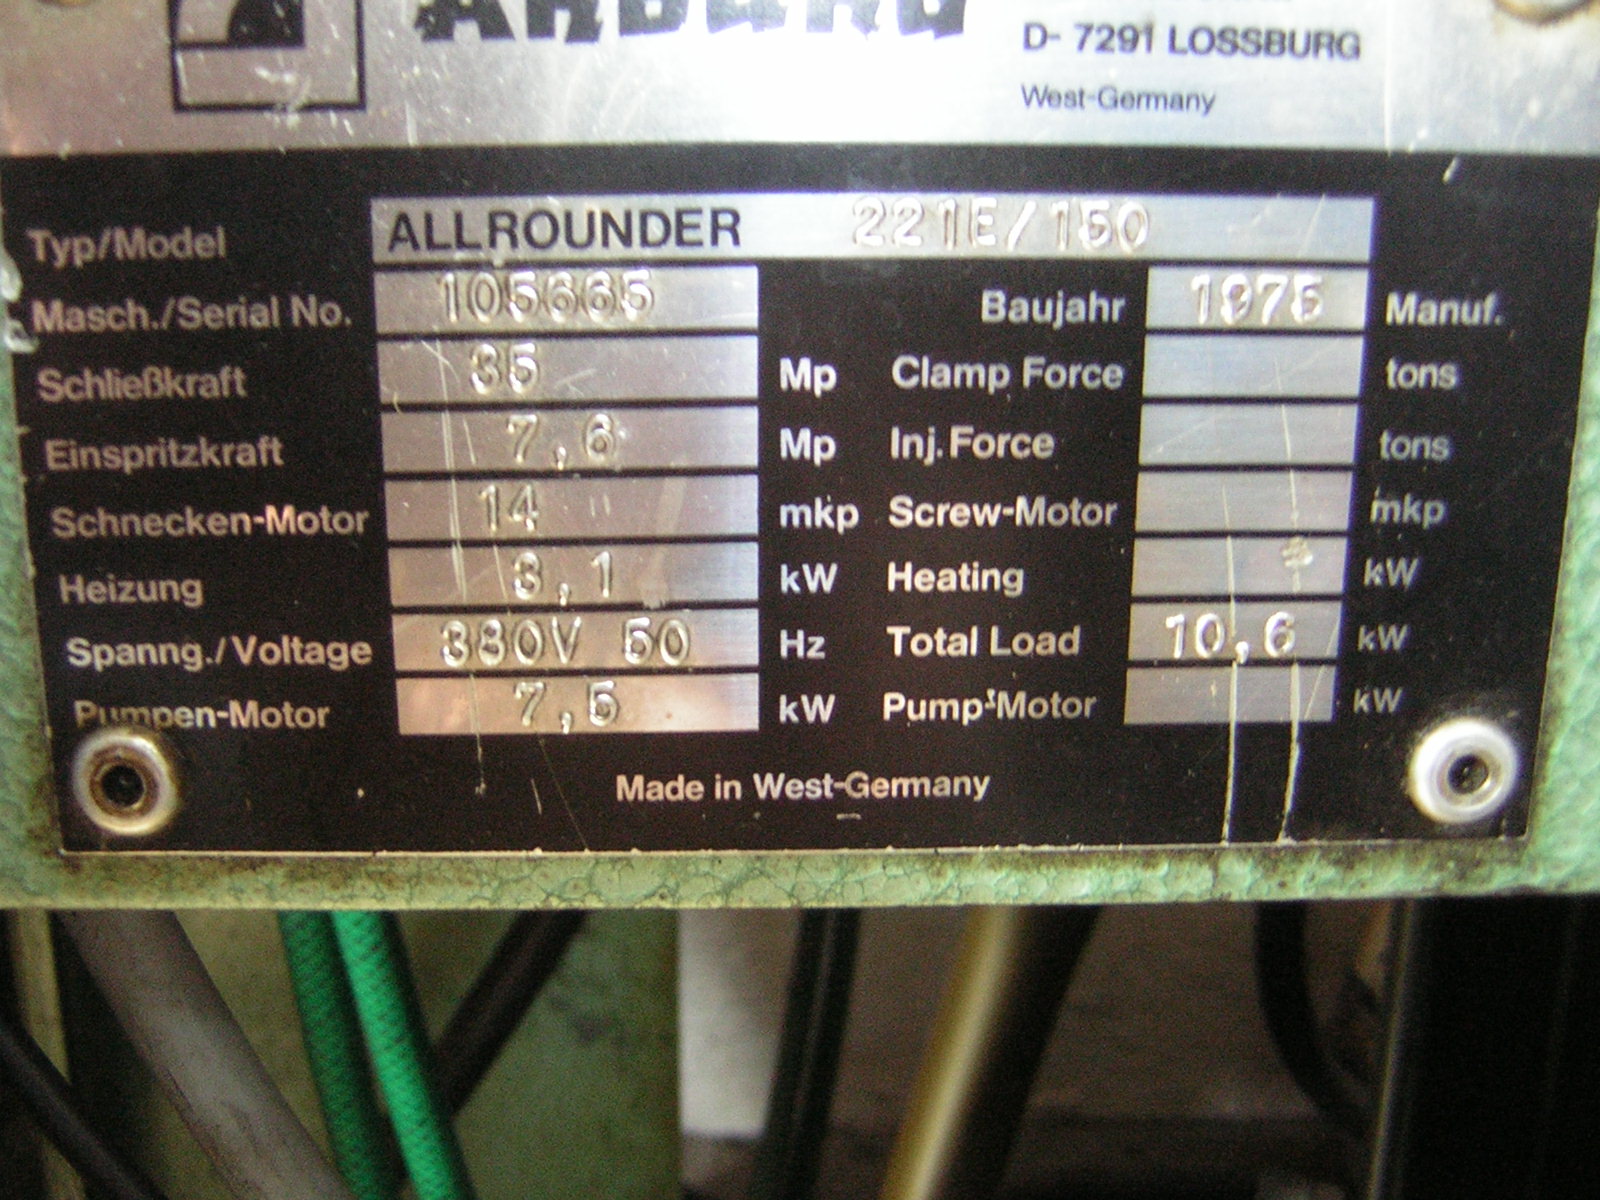 ARBURG
D- 7291 LOSSBURG
West-Germany
Typ/Model ALLROUNDER 221E/150
Masch./Serial No. 105665 Baujahr 1975 Manuf.
Schließkraft 35 Mp Clamp Force tons
Einspritzkraft 7,6 Mp Inj. Force tons
Schnecken-Motor 14 mkp Screw-Motor mkp
Heizung 3,1 kW Heating kW
Spanng./Voltage 380V 50 Hz Total Load 10,6 kW
Pumpen-Motor 7,5 kW Pump-Motor kW
Made in West-Germany